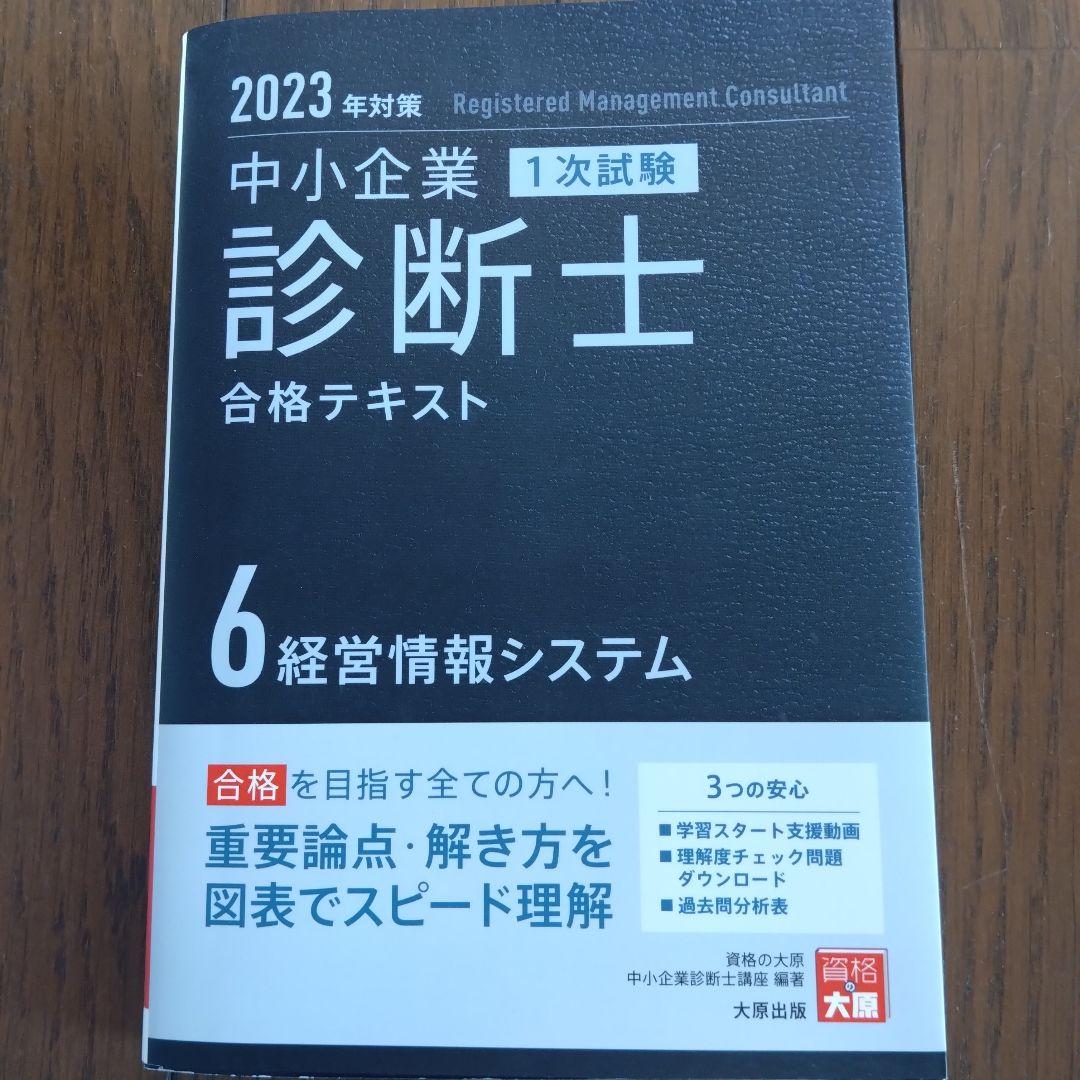 2023年対策 Registered Management Consultant
中小企業 1次試験
診断士
合格テキスト
6 経営情報システム
合格を目指す全ての方へ!
重要論点・解き方を
図表でスピード理解
3つの安心
■学習スタート支援動画
■理解度チェック問題
ダウンロード
■過去問分析表
資格の大原
中小企業診断士講座 編著
大原出版
資格
の
大原